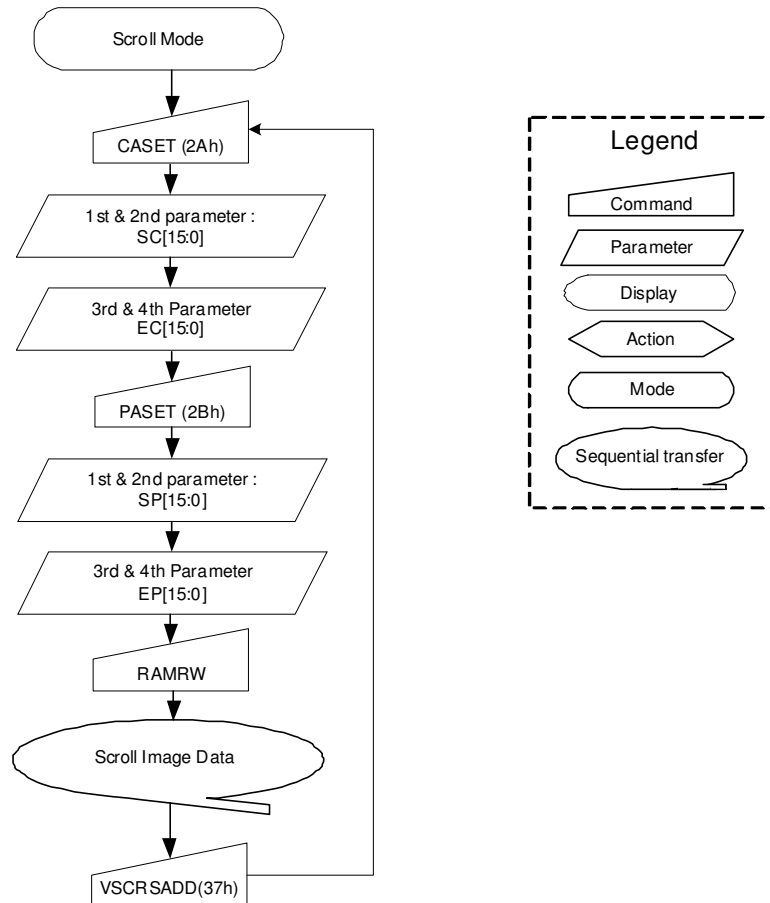 Scroll Mode
CASET (2Ah)
1st & 2nd parameter :
SC[15:0]
3rd & 4th Parameter
EC[15:0]
PASET (2Bh)
1st & 2nd parameter :
SP[15:0]
3rd & 4th Parameter
EP[15:0]
RAMRW
Scroll Image Data
VSCRSADD(37h)
Legend
Command
Parameter
Display
Action
Mode
Sequential transfer